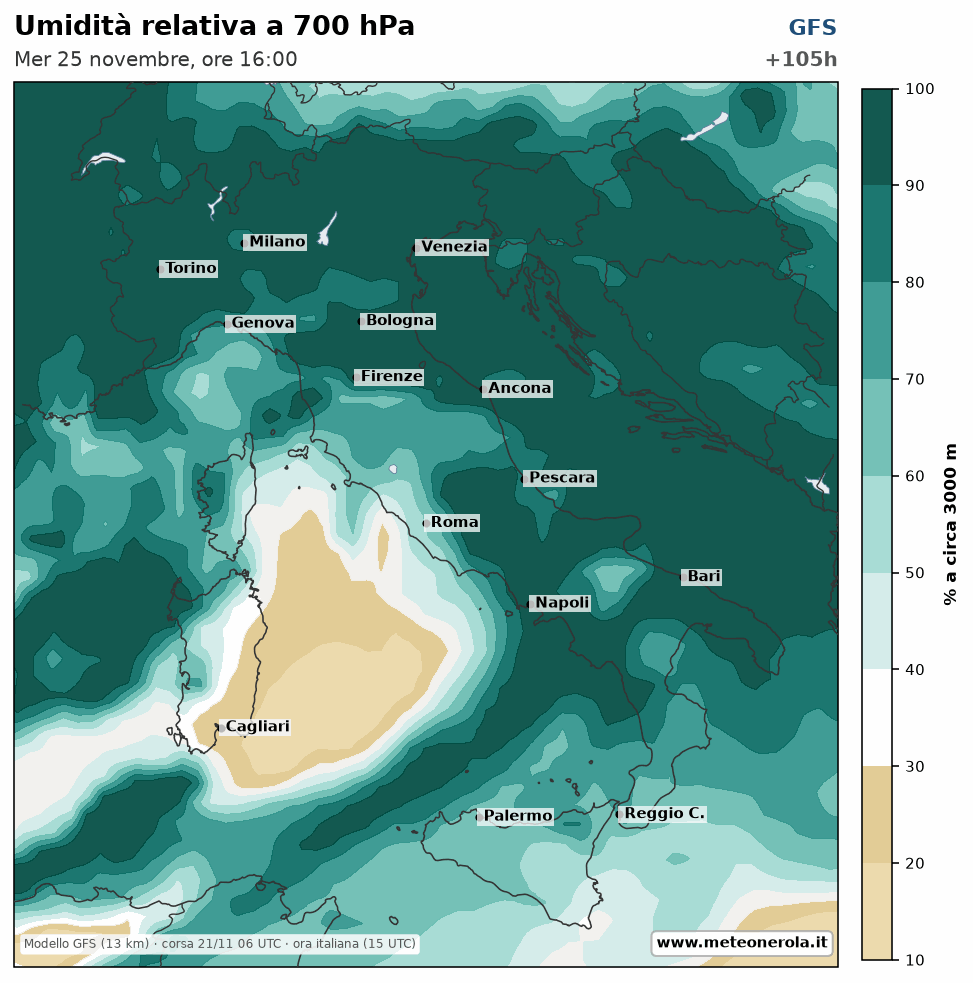 Umidità relativa a 700 hPa
GFS
Mer 25 novembre, ore 16:00
+105h
Milano
Venezia
Torino
Genova
Bologna
Firenze
Ancona
Pescara
Roma
Bari
Napoli
Cagliari
Palermo
Reggio C.
100
90
80
70
60
50
40
30
20
10
% a circa 3000 m
Modello GFS (13 km) · corsa 21/11 06 UTC · ora italiana (15 UTC)
www.meteonerola.it